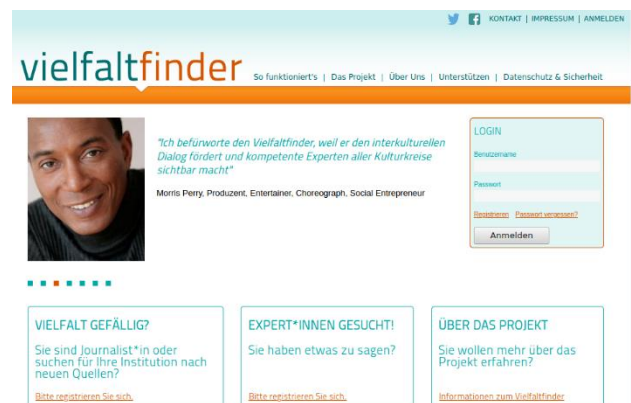 KONTAKT | IMPRESSUM | ANMELDEN
vielfaltfinder
So funktioniert's | Das Projekt | Über Uns | Unterstützen | Datenschutz & Sicherheit
"Ich befürworte den Vielfaltfinder, weil er den interkulturellen
Dialog fördert und kompetente Experten aller Kulturkreise
sichtbar macht"
Morris Perry, Produzent, Entertainer, Choreograph, Social Entrepreneur
LOGIN
Benutzername
Passwort
Registrieren Passwort vergessen?
Anmelden
VIELFALT GEFÄLLIG?
Sie sind Journalist*in oder
suchen für Ihre Institution nach
neuen Quellen?
Bitte registrieren Sie sich.
EXPERT*INNEN GESUCHT!
Sie haben etwas zu sagen?
Bitte registrieren Sie sich.
ÜBER DAS PROJEKT
Sie wollen mehr über das
Projekt erfahren?
Informationen zum Vielfaltfinder